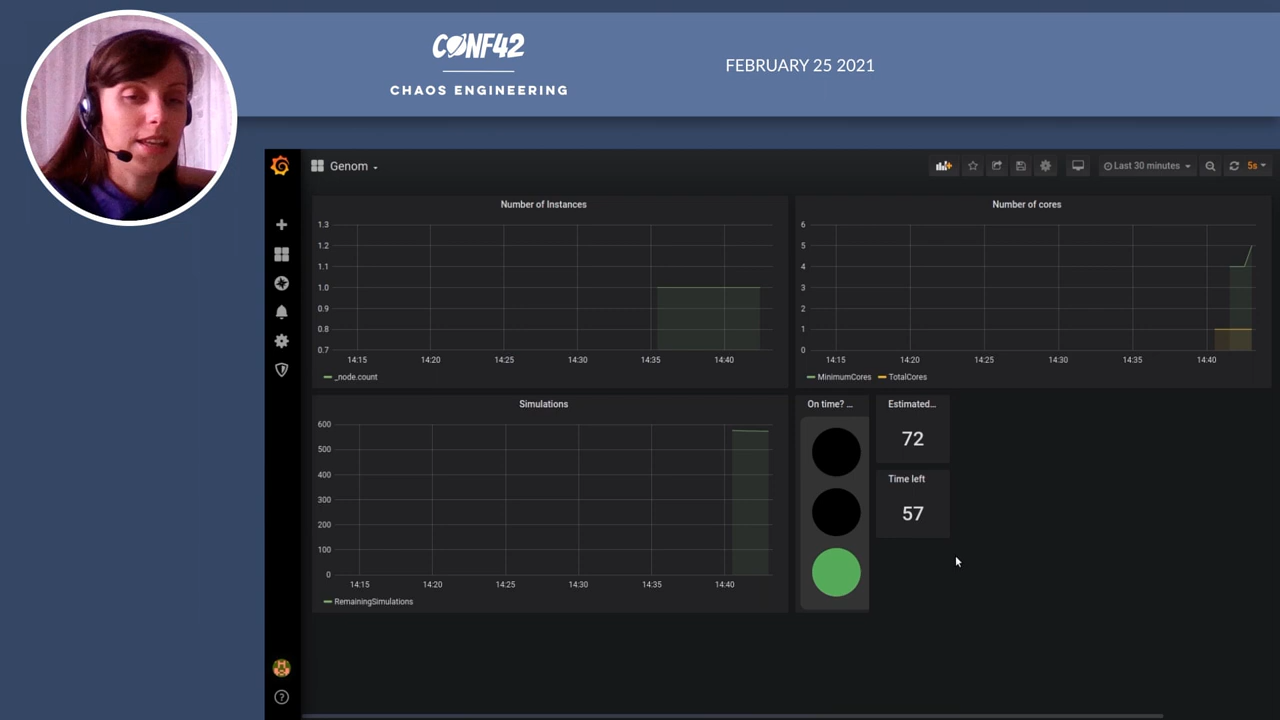 CONF42
CHAOS ENGINEERING
FEBRUARY 25 2021
Genom
Last 30 minutes
5s
Number of Instances
1.3
1.2
1.1
1.0
0.9
0.8
0.7
14:15 14:20 14:25 14:30 14:35 14:40
_node.count
Number of cores
6
5
4
3
2
1
0
14:15 14:20 14:25 14:30 14:35 14:40
MinimumCores TotalCores
Simulations
600
500
400
300
200
100
0
14:15 14:20 14:25 14:30 14:35 14:40
RemainingSimulations
On time? ...
Estimated...
72
Time left
57